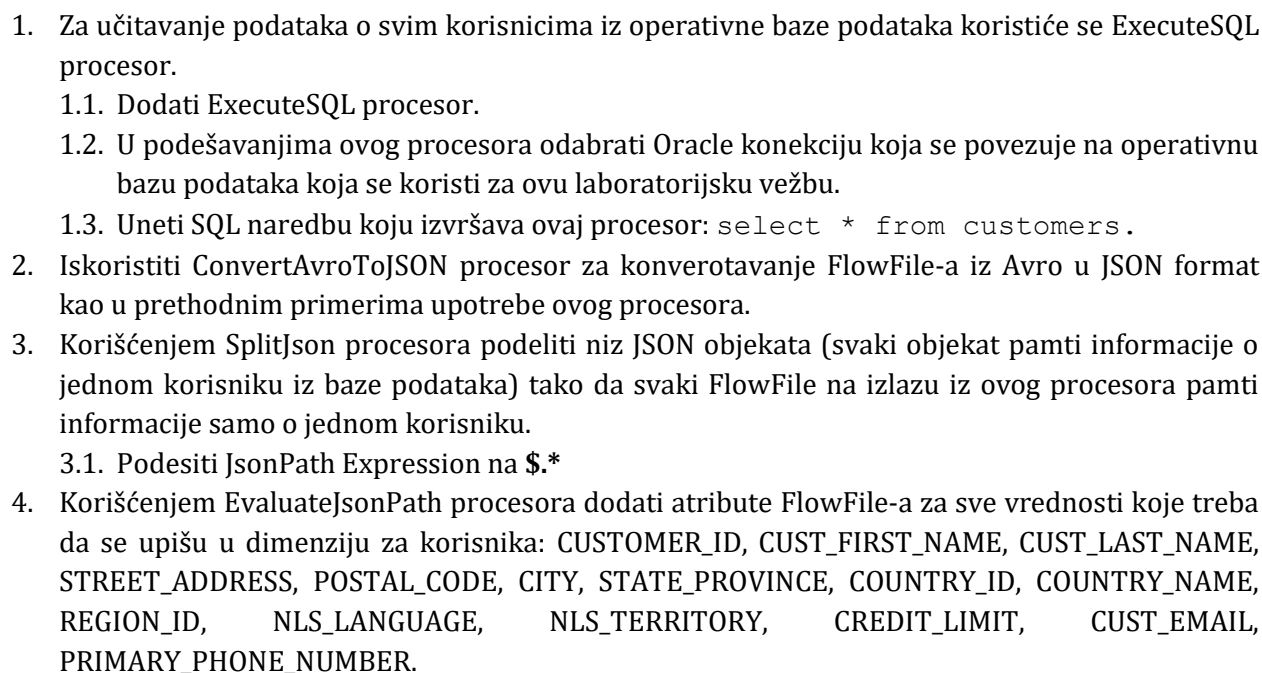 1. Za učitavanje podataka o svim korisnicima iz operativne baze podataka koristiće se ExecuteSQL
procesor.
1.1. Dodati ExecuteSQL procesor.
1.2. U podešavanjima ovog procesora odabrati Oracle konekciju koja se povezuje na operativnu
bazu podataka koja se koristi za ovu laboratorijsku vežbu.
1.3. Uneti SQL naredbu koju izvršava ovaj procesor: select * from customers.
2. Iskoristiti ConvertAvroToJSON procesor za konverotavanje FlowFile-a iz Avro u JSON format
kao u prethodnim primerima upotrebe ovog procesora.
3. Korišćenjem SplitJson procesora podeliti niz JSON objekata (svaki objekat pamti informacije o
jednom korisniku iz baze podataka) tako da svaki FlowFile na izlazu iz ovog procesora pamti
informacije samo o jednom korisniku.
3.1. Podesiti JsonPath Expression na $.*
4. Korišćenjem EvaluateJsonPath procesora dodati atribute FlowFile-a za sve vrednosti koje treba
da se upišu u dimenziju za korisnika: CUSTOMER_ID, CUST_FIRST_NAME, CUST_LAST_NAME,
STREET_ADDRESS, POSTAL_CODE, CITY, STATE_PROVINCE, COUNTRY_ID, COUNTRY_NAME,
REGION_ID, NLS_LANGUAGE, NLS_TERRITORY, CREDIT_LIMIT, CUST_EMAIL,
PRIMARY_PHONE_NUMBER.